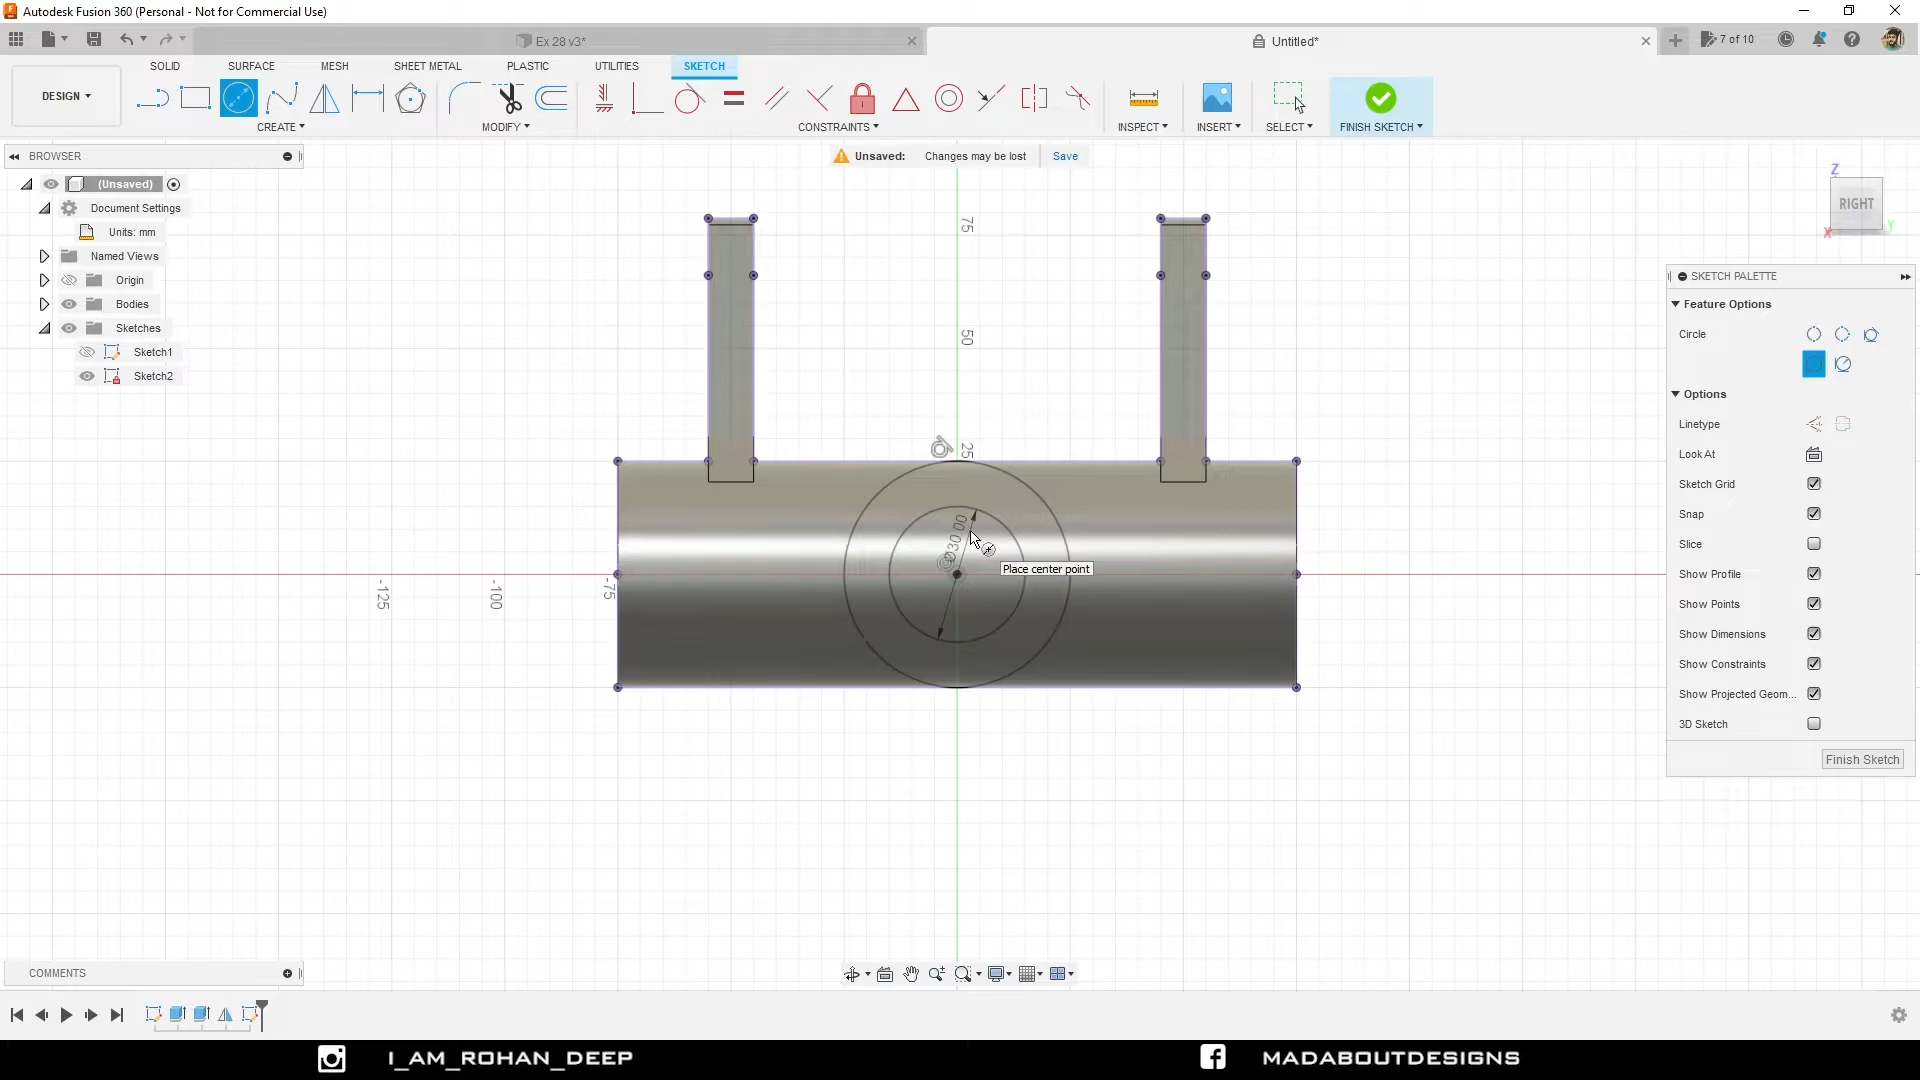 Autodesk Fusion 360 (Personal - Not for Commercial Use)
Ex 28 v3*
Untitled*
7 of 10
DESIGN
SOLID
SURFACE
MESH
SHEET METAL
PLASTIC
UTILITIES
SKETCH
CREATE
MODIFY
CONSTRAINTS
INSPECT
INSERT
SELECT
FINISH SKETCH
BROWSER
Unsaved: Changes may be lost Save
(Unsaved)
Document Settings
Units: mm
Named Views
Origin
Bodies
Sketches
Sketch1
Sketch2
Z
RIGHT
X
Y
75
50
25
Ø30.00
Place center point
-125
-100
-75
SKETCH PALETTE
Feature Options
Circle
Options
Linetype
Look At
Sketch Grid
Snap
Slice
Show Profile
Show Points
Show Dimensions
Show Constraints
Show Projected Geom...
3D Sketch
Finish Sketch
COMMENTS
I_AM_ROHAN_DEEP
MADABOUTDESIGNS